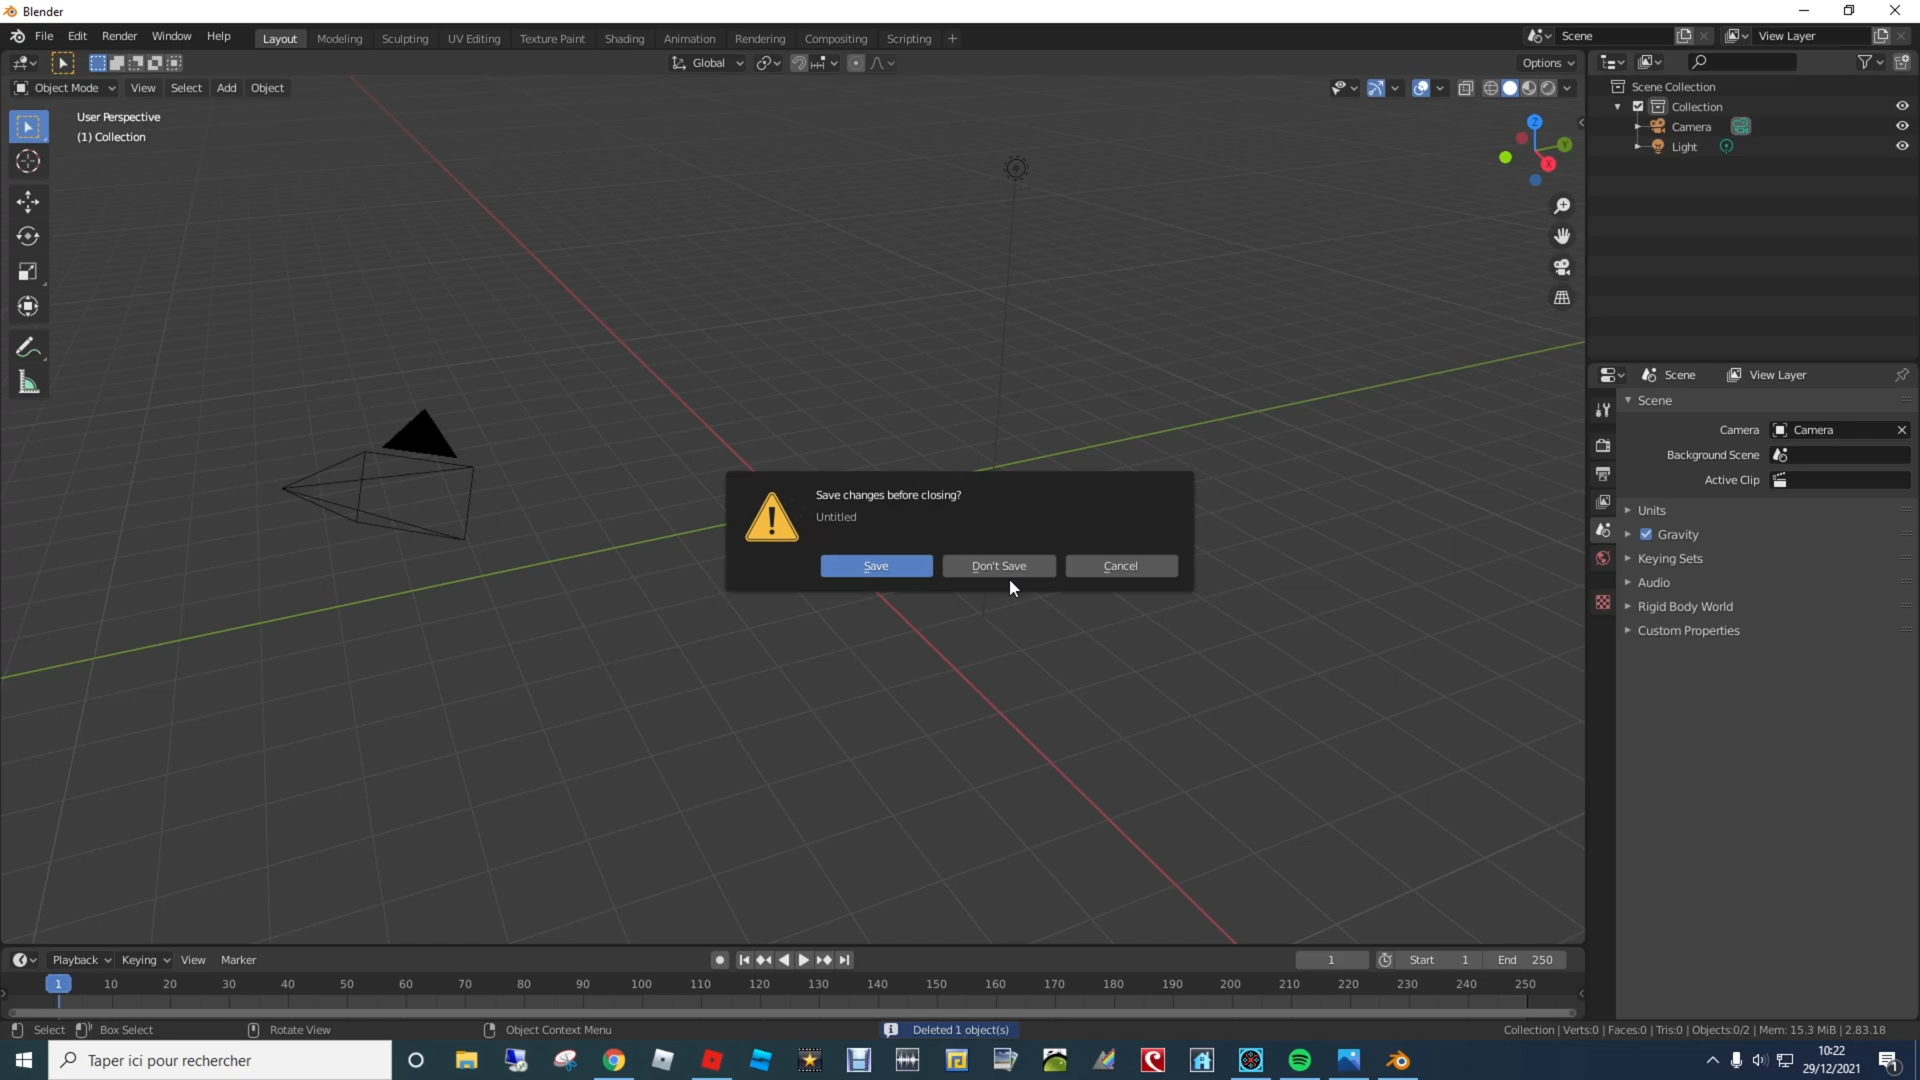 Blender
File Edit Render Window Help Layout Modeling Sculpting UV Editing Texture Paint Shading Animation Rendering Compositing Scripting + Scene View Layer
Global Options
Object Mode View Select Add Object
User Perspective
(1) Collection
Z
Y
X
Scene Collection
Collection
Camera
Light
Scene View Layer
Scene
Camera Camera
Background Scene
Active Clip
Units
Gravity
Keying Sets
Audio
Rigid Body World
Custom Properties
Save changes before closing?
Untitled
Save Don't Save Cancel
Playback Keying View Marker 1 Start 1 End 250
1 10 20 30 40 50 60 70 80 90 100 110 120 130 140 150 160 170 180 190 200 210 220 230 240 250
Select Box Select Rotate View Object Context Menu Deleted 1 object(s) Collection | Verts:0 | Faces:0 | Tris:0 | Objects:0/2 | Mem: 15.3 MiB | 2.83.18
Taper ici pour rechercher
10:22
29/12/2021
1